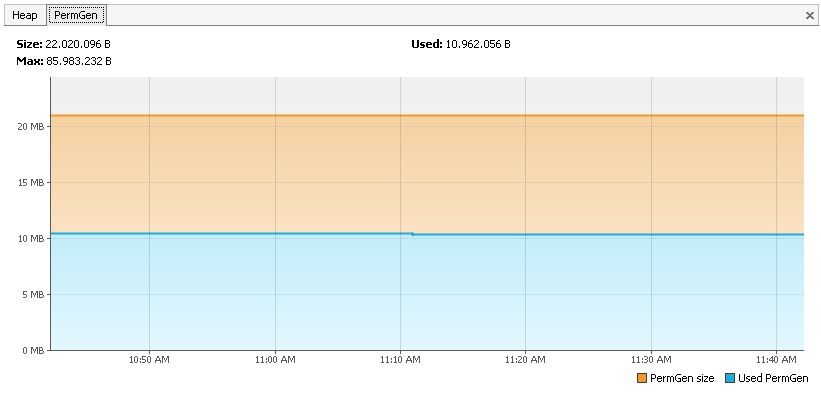 Heap PermGen
Size: 22.020.096 B Used: 10.962.056 B
Max: 85.983.232 B
20 MB
15 MB
10 MB
5 MB
0 MB
10:50 AM 11:00 AM 11:10 AM 11:20 AM 11:30 AM 11:40 AM
PermGen size Used PermGen